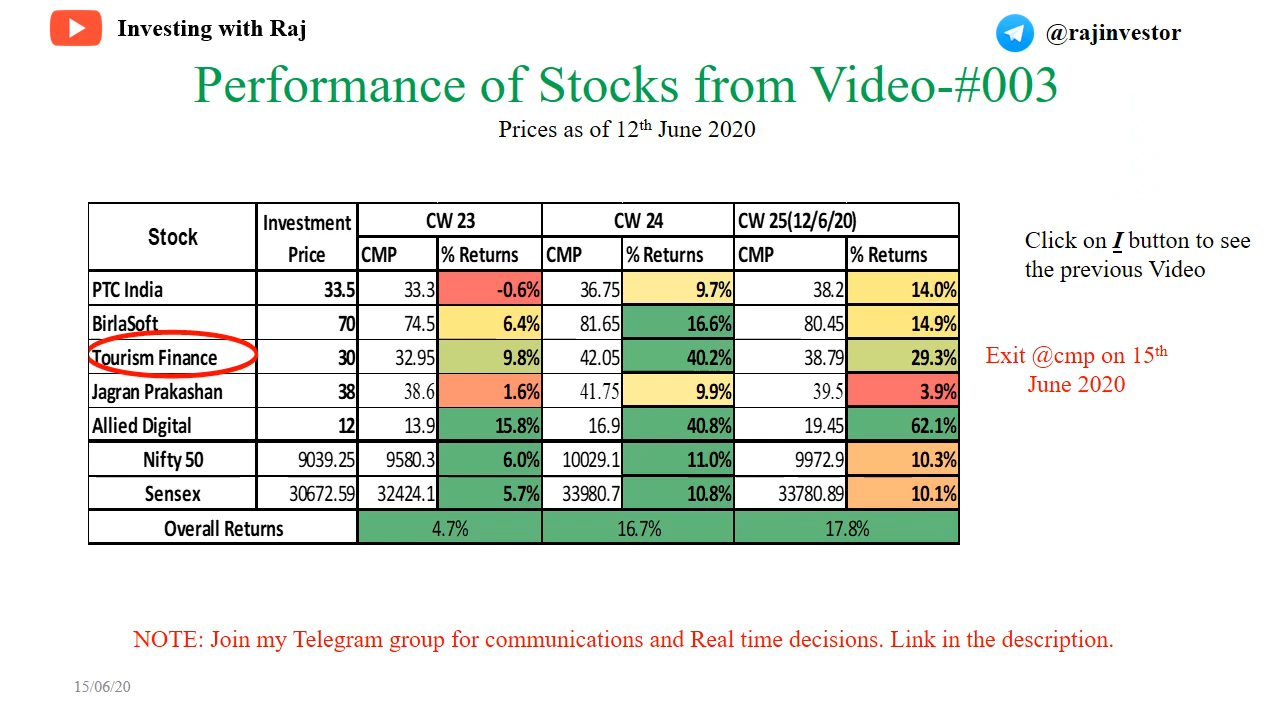 Investing with Raj
@rajinvestor
Performance of Stocks from Video-#003
Prices as of 12th June 2020
Stock Investment Price CW 23 CW 24 CW 25(12/6/20)
CMP % Returns CMP % Returns CMP % Returns
PTC India 33.5 33.3 -0.6% 36.75 9.7% 38.2 14.0%
BirlaSoft 70 74.5 6.4% 81.65 16.6% 80.45 14.9%
Tourism Finance 30 32.95 9.8% 42.05 40.2% 38.79 29.3%
Jagran Prakashan 38 38.6 1.6% 41.75 9.9% 39.5 3.9%
Allied Digital 12 13.9 15.8% 16.9 40.8% 19.45 62.1%
Nifty 50 9039.25 9580.3 6.0% 10029.1 11.0% 9972.9 10.3%
Sensex 30672.59 32424.1 5.7% 33980.7 10.8% 33780.89 10.1%
Overall Returns 4.7% 16.7% 17.8%
Click on I button to see
the previous Video
Exit @cmp on 15th
June 2020
NOTE: Join my Telegram group for communications and Real time decisions. Link in the description.
15/06/20